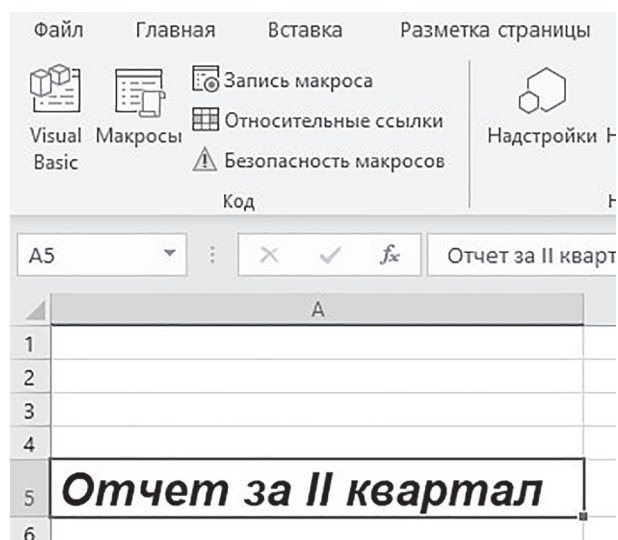 Файл Главная Вставка Разметка страницы
Visual Basic
Макросы
Запись макроса
Относительные ссылки
Безопасность макросов
Код
Надстройки
A5 fx Отчет за II кварт
A
1
2
3
4
5 Отчет за II квартал
6